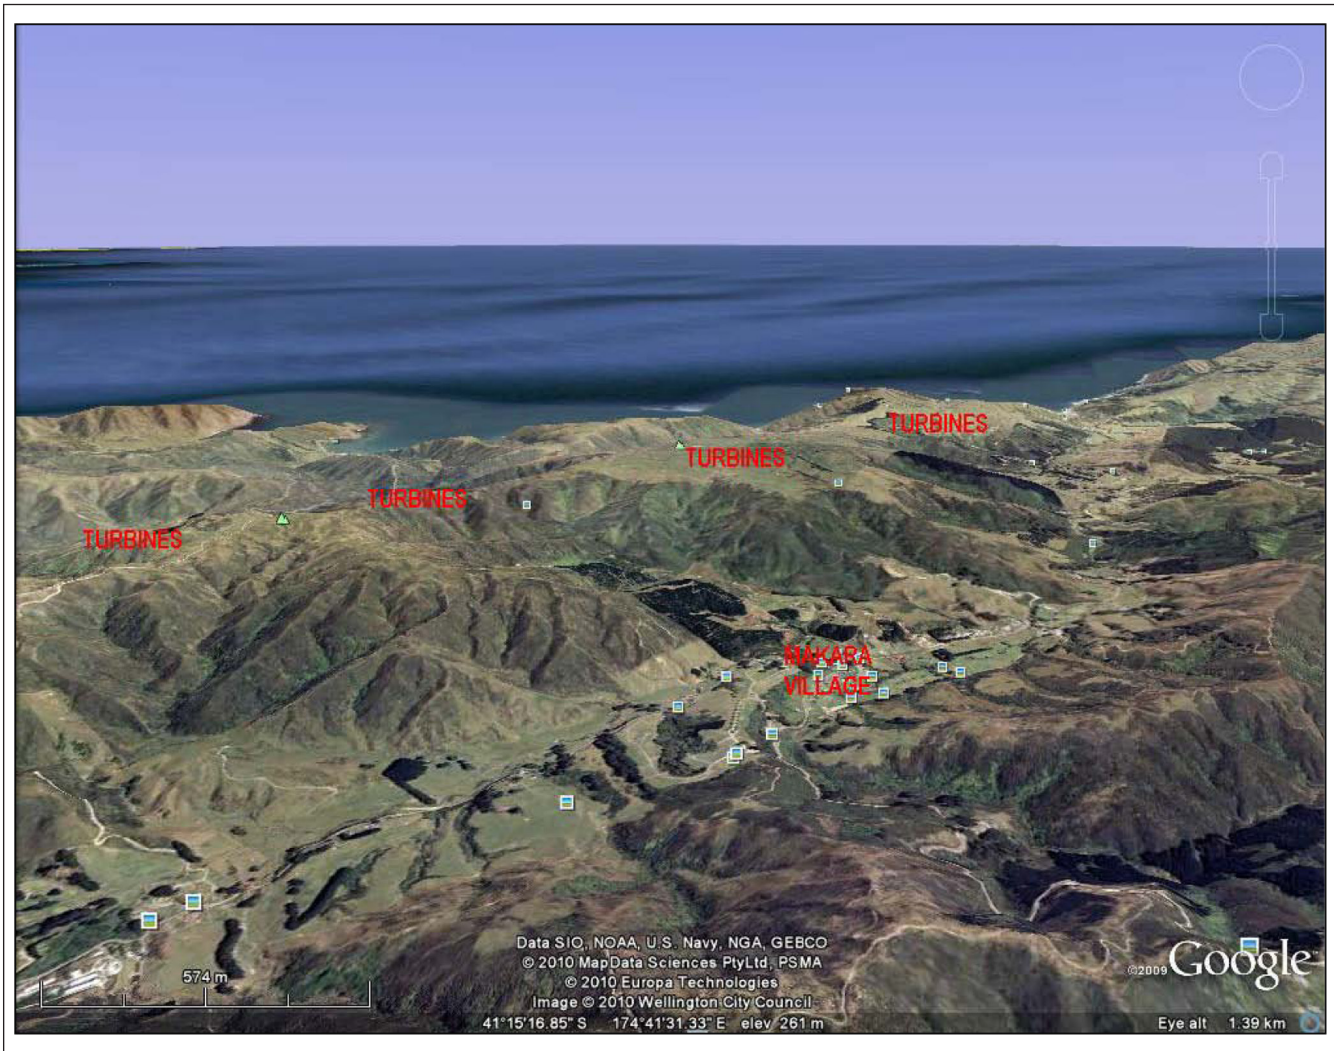 TURBINES
TURBINES
TURBINES
TURBINES
MAKARA
VILLAGE
574 m
Data SIO, NOAA, U.S. Navy, NGA, GEBCO
© 2010 MapData Sciences PtyLtd, PSMA
© 2010 Europa Technologies
Image © 2010 Wellington City Council
©2009 Google
41°15'16.85" S 174°41'31.33" E elev 261 m
Eye alt 1.39 km